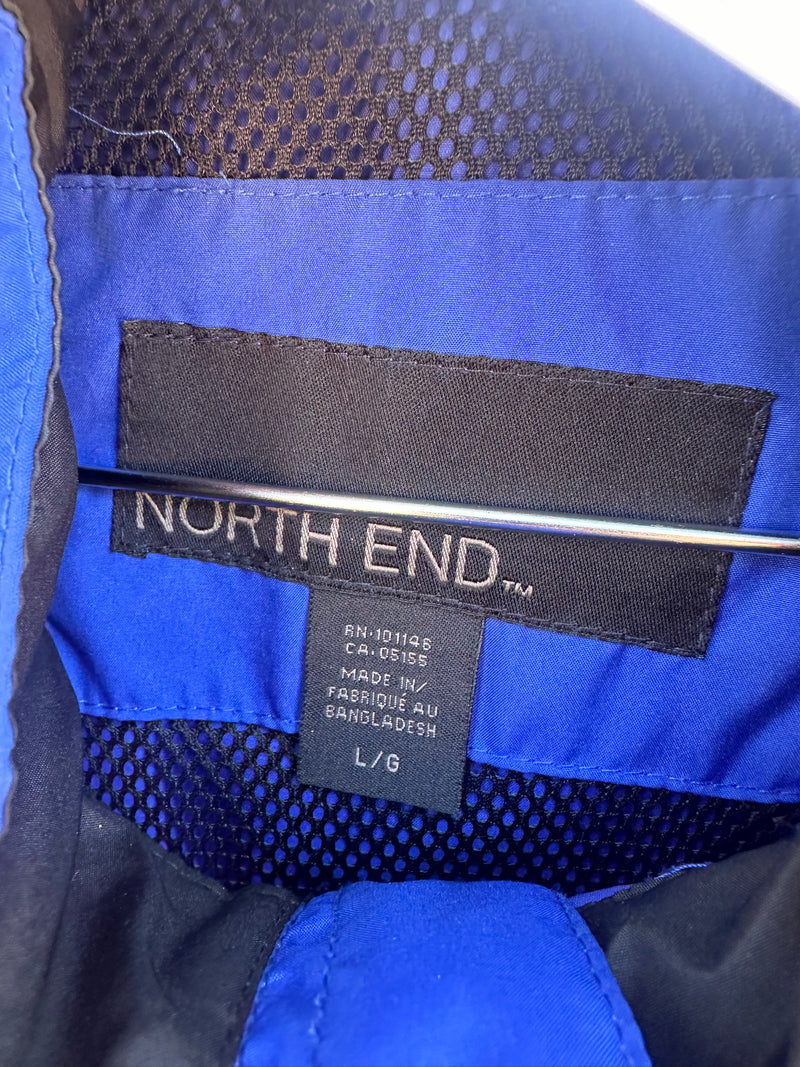 NORTH END™
RN·101146
CA·05155
MADE IN/
FABRIQUÉ AU
BANGLADESH
L/G